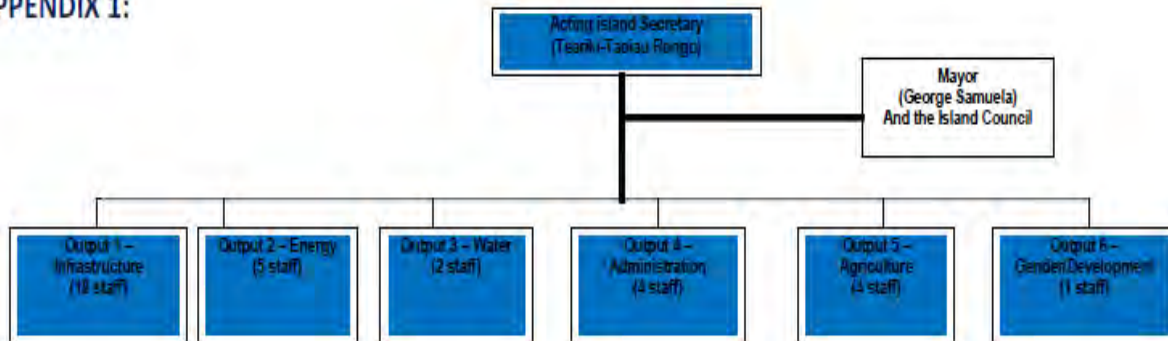 APPENDIX 1:
Acting island Secretary
(Teariki-Taoiau Rongo)
Mayor
(George Samuela)
And the Island Council
Output 1 –
Infrastructure
staff)
Output 2 – Energy
(5 staff)
Output 3 – Water
(2 staff)
Output 4 –
Administration
(4 staff)
Output 5 –
Agriculture
(4 staff)
Output 6 –
Gender Development
(1 staff)